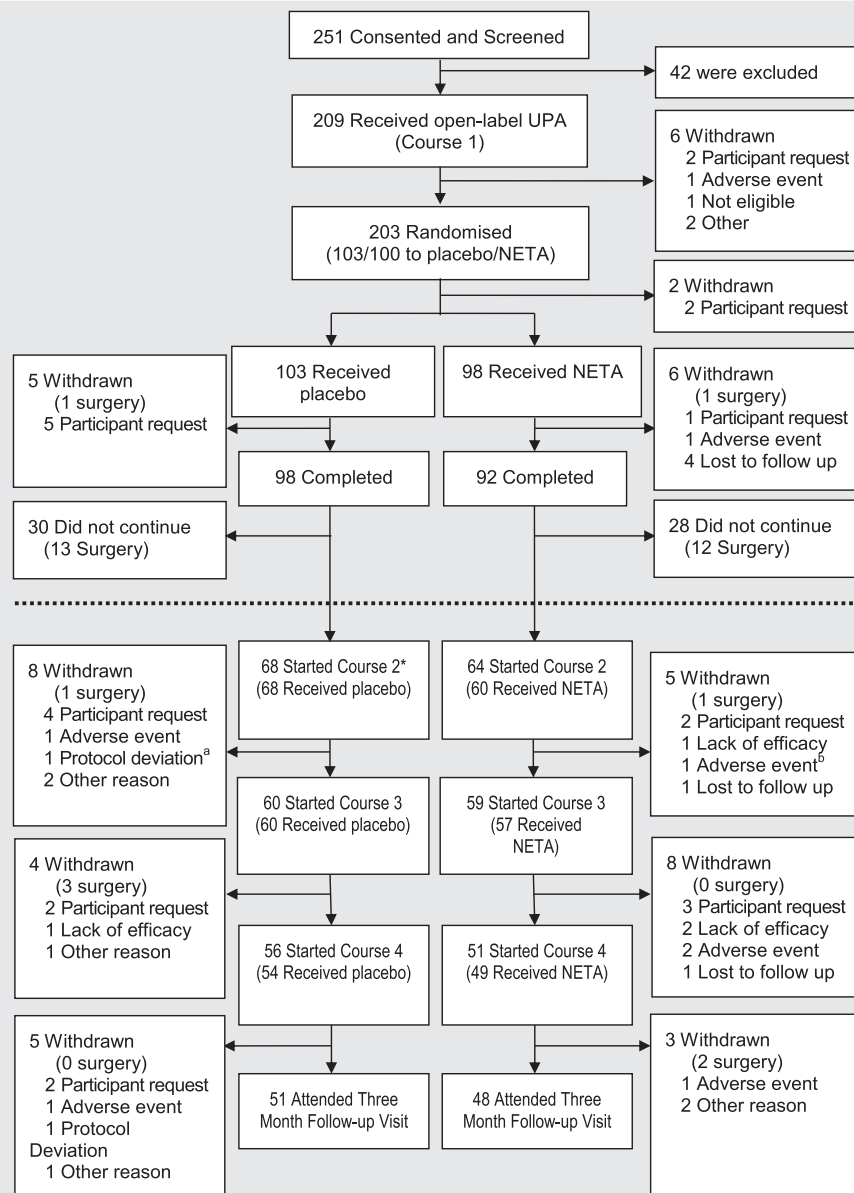 251 Consented and Screened
42 were excluded
209 Received open-label UPA
(Course 1)
6 Withdrawn
2 Participant request
1 Adverse event
1 Not eligible
2 Other
203 Randomised
(103/100 to placebo/NETA)
2 Withdrawn
2 Participant request
103 Received
placebo
98 Received NETA
5 Withdrawn
(1 surgery)
5 Participant request
6 Withdrawn
(1 surgery)
1 Participant request
1 Adverse event
4 Lost to follow up
98 Completed
92 Completed
30 Did not continue
(13 Surgery)
28 Did not continue
(12 Surgery)
68 Started Course 2*
(68 Received placebo)
64 Started Course 2
(60 Received NETA)
8 Withdrawn
(1 surgery)
4 Participant request
1 Adverse event
1 Protocol deviationa
2 Other reason
5 Withdrawn
(1 surgery)
2 Participant request
1 Lack of efficacy
1 Adverse eventb
1 Lost to follow up
60 Started Course 3
(60 Received placebo)
59 Started Course 3
(57 Received
NETA)
4 Withdrawn
(3 surgery)
2 Participant request
1 Lack of efficacy
1 Other reason
8 Withdrawn
(0 surgery)
3 Participant request
2 Lack of efficacy
2 Adverse event
1 Lost to follow up
56 Started Course 4
(54 Received placebo)
51 Started Course 4
(49 Received NETA)
5 Withdrawn
(0 surgery)
2 Participant request
1 Adverse event
1 Protocol
Deviation
1 Other reason
3 Withdrawn
(2 surgery)
1 Adverse event
2 Other reason
51 Attended Three
Month Follow-up Visit
48 Attended Three
Month Follow-up Visit